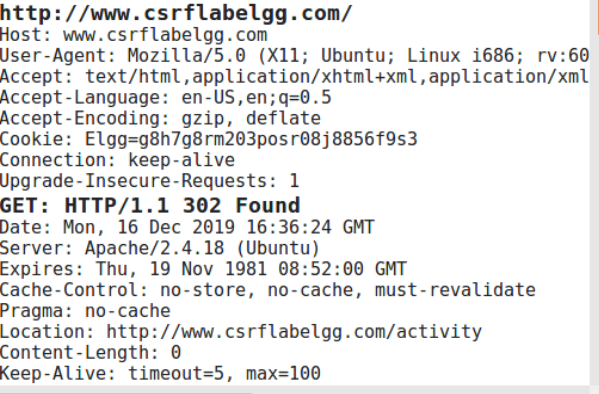 http://www.csrflabelgg.com/
Host: www.csrflabelgg.com
User-Agent: Mozilla/5.0 (X11; Ubuntu; Linux i686; rv:60
Accept: text/html,application/xhtml+xml,application/xml
Accept-Language: en-US,en;q=0.5
Accept-Encoding: gzip, deflate
Cookie: Elgg=g8h7g8rm203posr08j8856f9s3
Connection: keep-alive
Upgrade-Insecure-Requests: 1
GET: HTTP/1.1 302 Found
Date: Mon, 16 Dec 2019 16:36:24 GMT
Server: Apache/2.4.18 (Ubuntu)
Expires: Thu, 19 Nov 1981 08:52:00 GMT
Cache-Control: no-store, no-cache, must-revalidate
Pragma: no-cache
Location: http://www.csrflabelgg.com/activity
Content-Length: 0
Keep-Alive: timeout=5, max=100